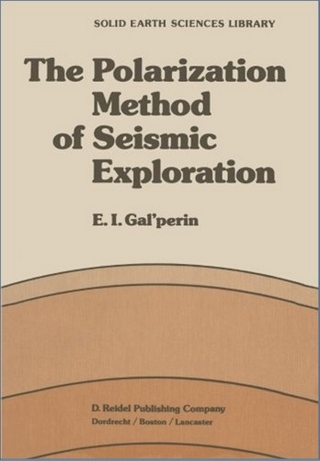 SOLID EARTH SCIENCES LIBRARY
The Polarization
Method
of Seismic
Exploration
E. I. Gal'perin
D. Reidel Publishing Company
Dordrecht / Boston / Lancaster